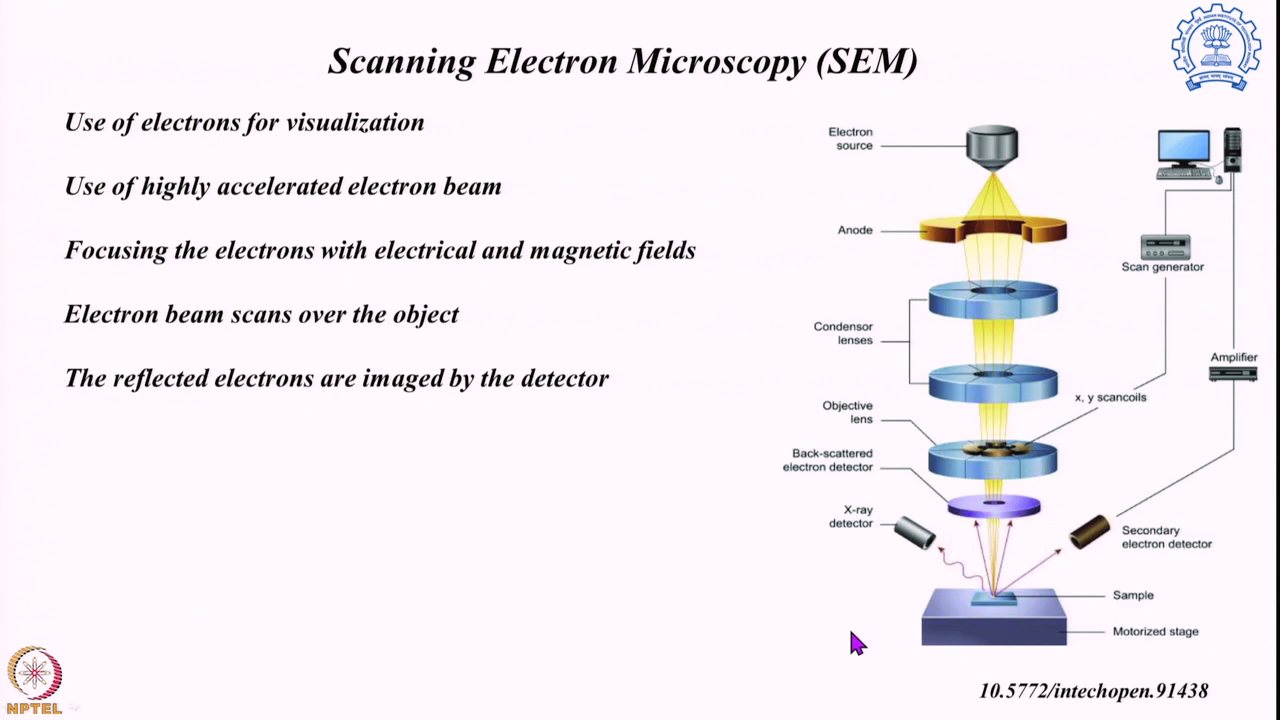 Scanning Electron Microscopy (SEM)
Use of electrons for visualization
Use of highly accelerated electron beam
Focusing the electrons with electrical and magnetic fields
Electron beam scans over the object
The reflected electrons are imaged by the detector
Electron
source
Anode
Condensor
lenses
Objective
lens
Back-scattered
electron detector
X-ray
detector
Scan generator
Amplifier
x, y scancoils
Secondary
electron detector
Sample
Motorized stage
10.5772/intechopen.91438
NPTEL